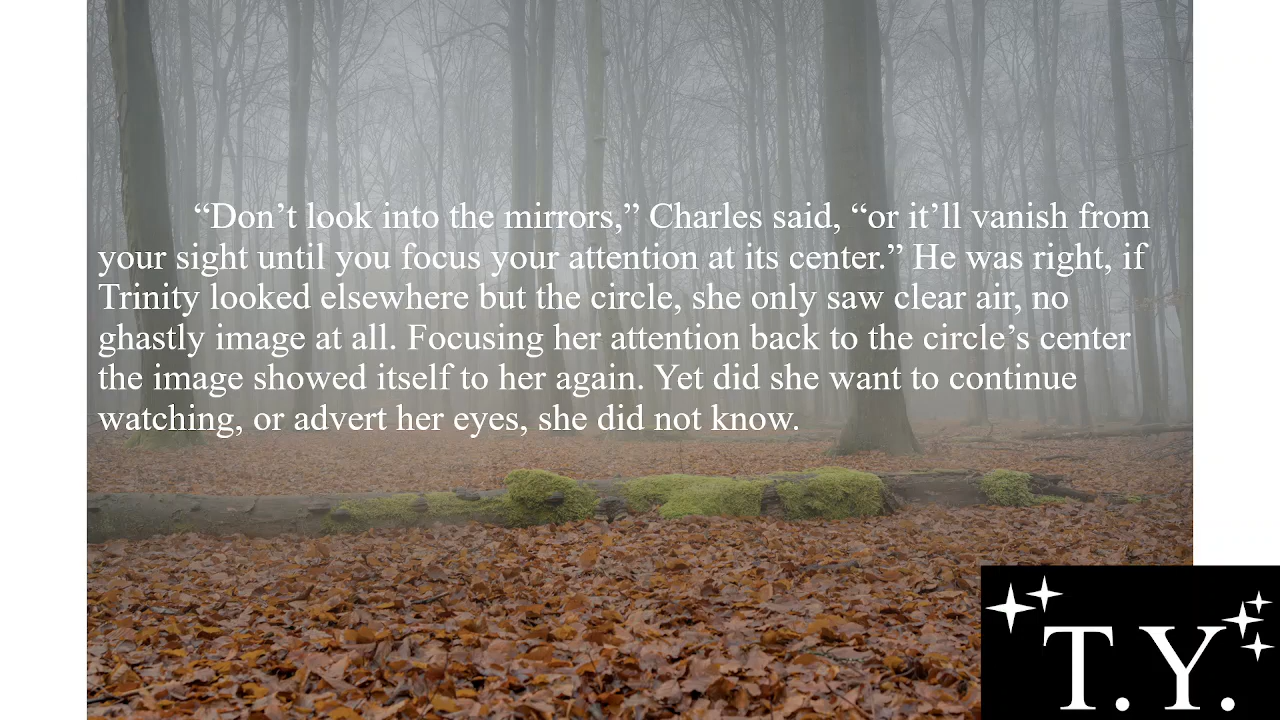 “Don’t look into the mirrors,” Charles said, “or it’ll vanish from
your sight until you focus your attention at its center.” He was right, if
Trinity looked elsewhere but the circle, she only saw clear air, no
ghastly image at all. Focusing her attention back to the circle’s center
the image showed itself to her again. Yet did she want to continue
watching, or advert her eyes, she did not know.
T.Y.